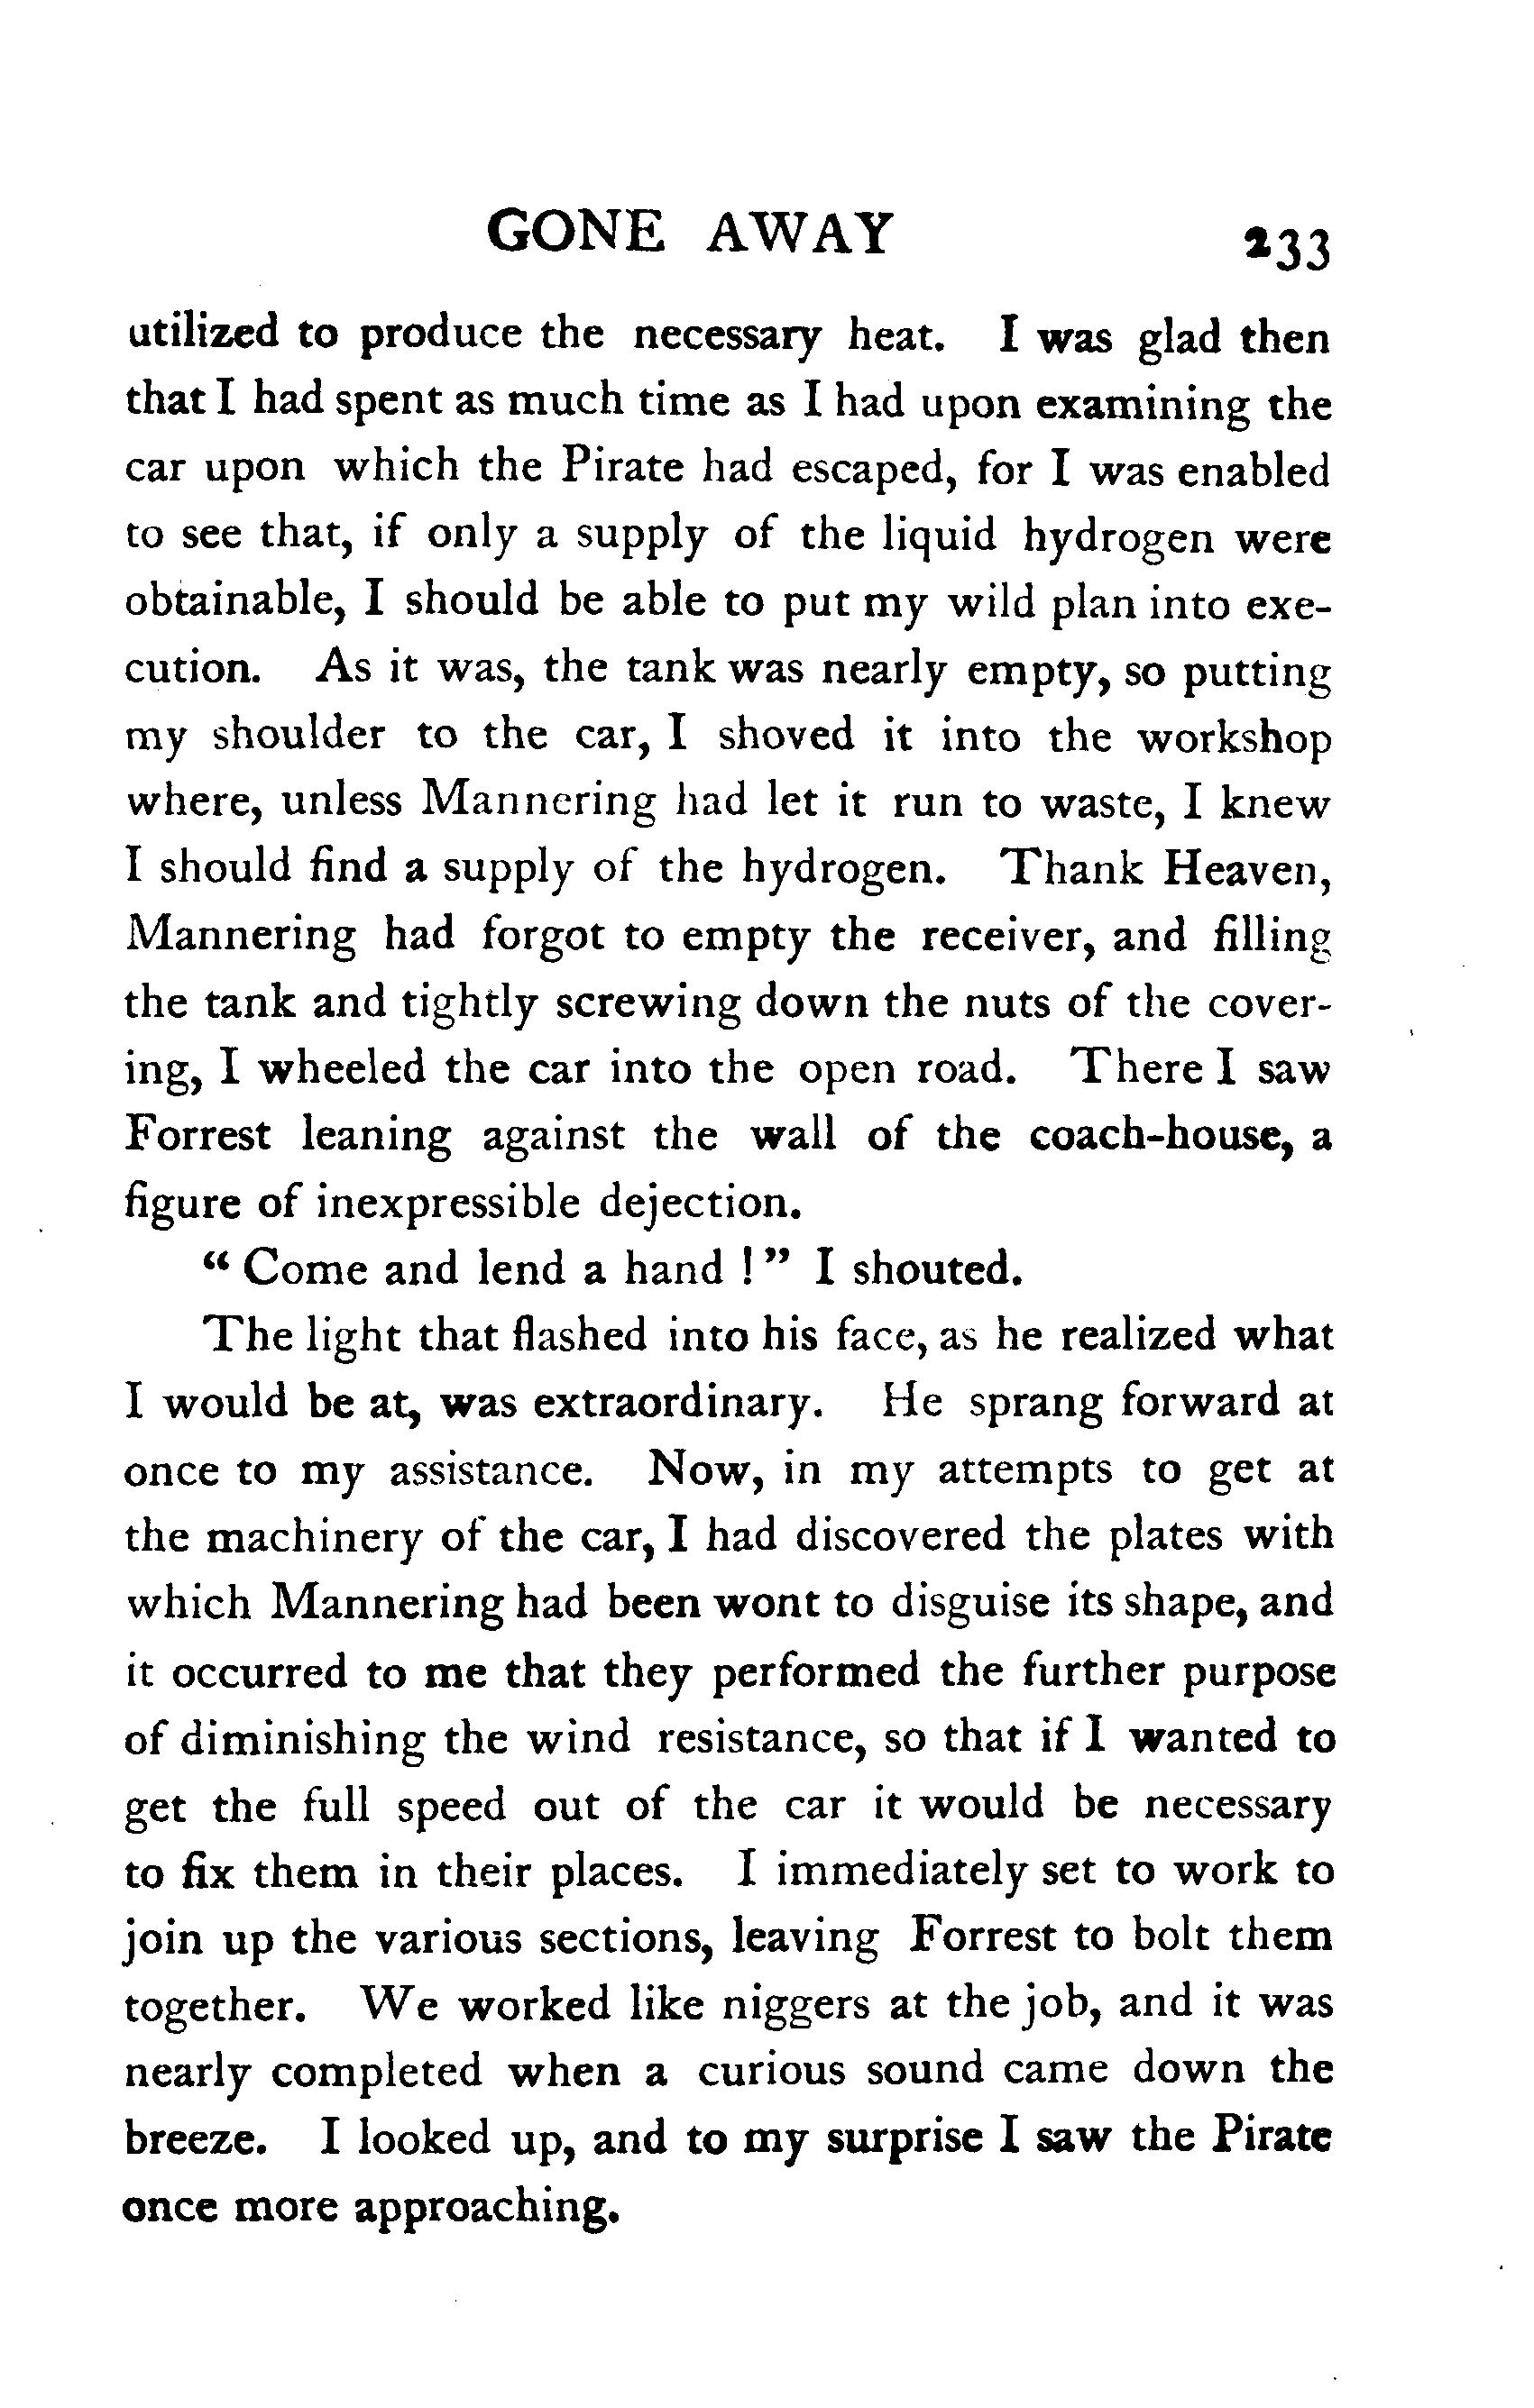 GONE AWAY 233
utilized to produce the necessary heat. I was glad then
that I had spent as much time as I had upon examining the
car upon which the Pirate had escaped, for I was enabled
to see that, if only a supply of the liquid hydrogen were
obtainable, I should be able to put my wild plan into exe-
cution. As it was, the tank was nearly empty, so putting
my shoulder to the car, I shoved it into the workshop
where, unless Mannering had let it run to waste, I knew
I should find a supply of the hydrogen. Thank Heaven,
Mannering had forgot to empty the receiver, and filling
the tank and tightly screwing down the nuts of the cover-
ing, I wheeled the car into the open road. There I saw
Forrest leaning against the wall of the coach-house, a
figure of inexpressible dejection.
“ Come and lend a hand ! ” I shouted.
The light that flashed into his face, as he realized what
I would be at, was extraordinary. He sprang forward at
once to my assistance. Now, in my attempts to get at
the machinery of the car, I had discovered the plates with
which Mannering had been wont to disguise its shape, and
it occurred to me that they performed the further purpose
of diminishing the wind resistance, so that if I wanted to
get the full speed out of the car it would be necessary
to fix them in their places. I immediately set to work to
join up the various sections, leaving Forrest to bolt them
together. We worked like niggers at the job, and it was
nearly completed when a curious sound came down the
breeze. I looked up, and to my surprise I saw the Pirate
once more approaching.